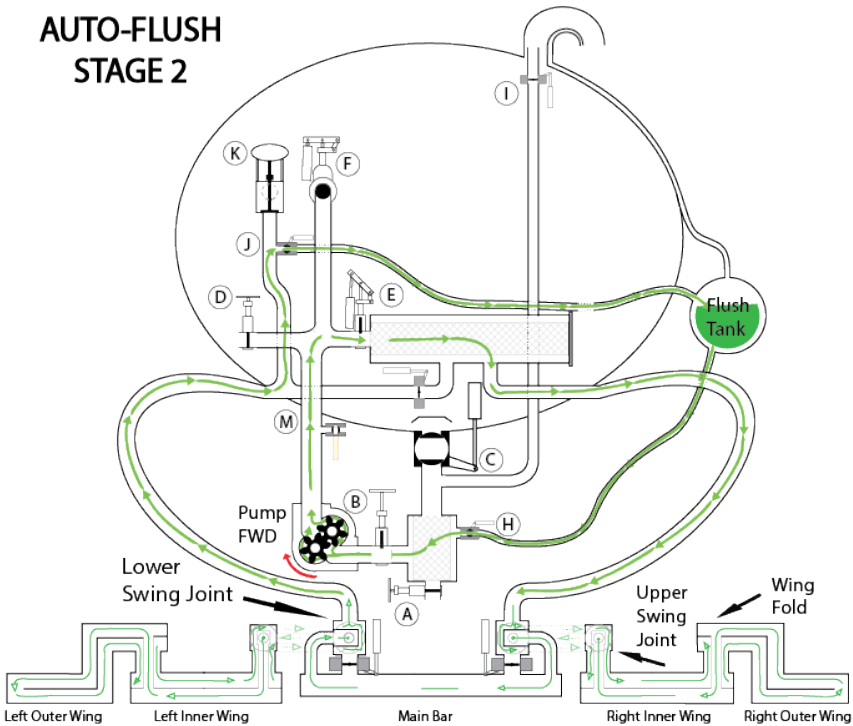 AUTO-FLUSH
STAGE 2
I
K
F
J
D
E
Flush
Tank
M
C
B
Pump
FWD
H
Lower
Swing Joint
A
Upper
Swing
Joint
Wing
Fold
Left Outer Wing
Left Inner Wing
Main Bar
Right Inner Wing
Right Outer Wing